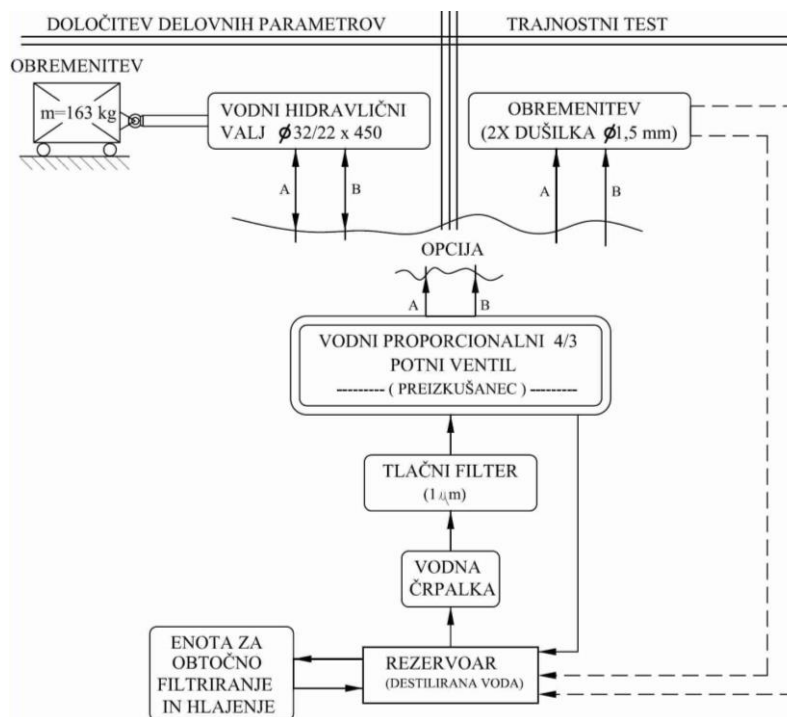 DOLOČITEV DELOVNIH PARAMETROV
TRAJNOSTNI TEST
OBREMENITEV
m=163 kg
VODNI HIDRAVLIČNI
VALJ ϕ32/22 x 450
OBREMENITEV
(2X DUŠILKA ϕ1,5 mm)
A
B
A
B
OPCIJA
A
B
VODNI PROPORCIONALNI 4/3
POTNI VENTIL
--------- ( PREIZKUŠANEC ) ---------
TLAČNI FILTER
(1 μm)
VODNA
ČRPALKA
ENOTA ZA
OBTOČNO
FILTRIRANJE
IN HLAJENJE
REZERVOAR
(DESTILIRANA VODA)